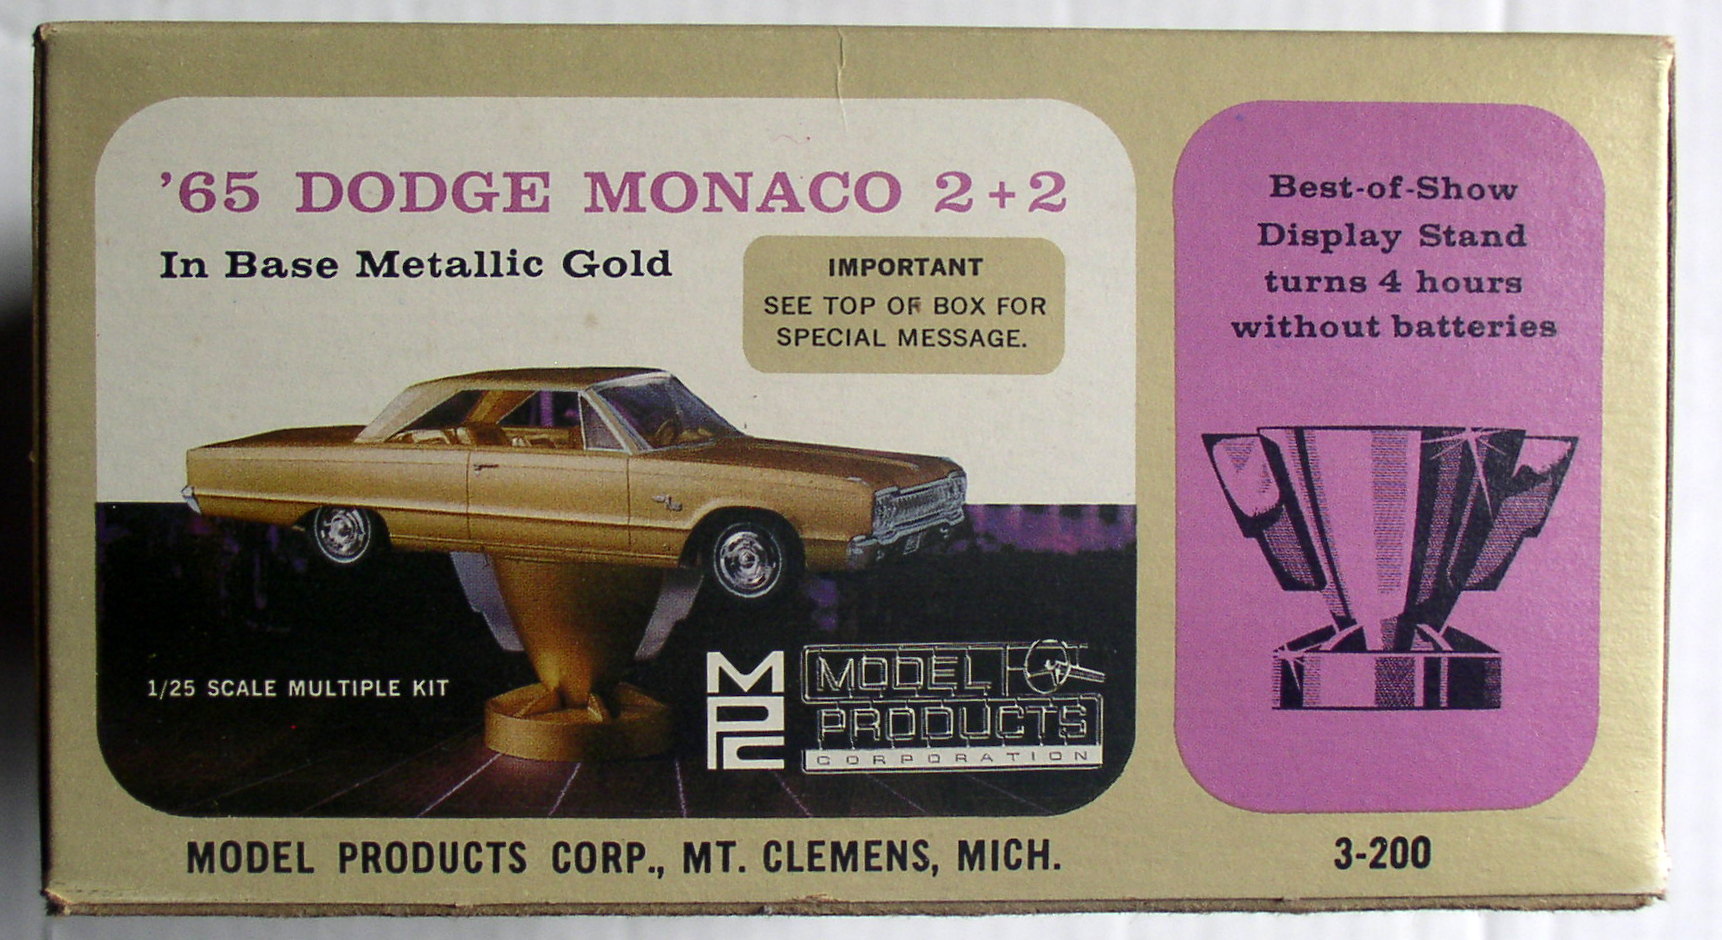 '65 DODGE MONACO 2+2
In Base Metallic Gold
IMPORTANT
SEE TOP OF BOX FOR
SPECIAL MESSAGE.
1/25 SCALE MULTIPLE KIT
MPC
MODEL
PRODUCTS
CORPORATION
MODEL PRODUCTS CORP., MT. CLEMENS, MICH.
Best-of-Show
Display Stand
turns 4 hours
without batteries
3-200